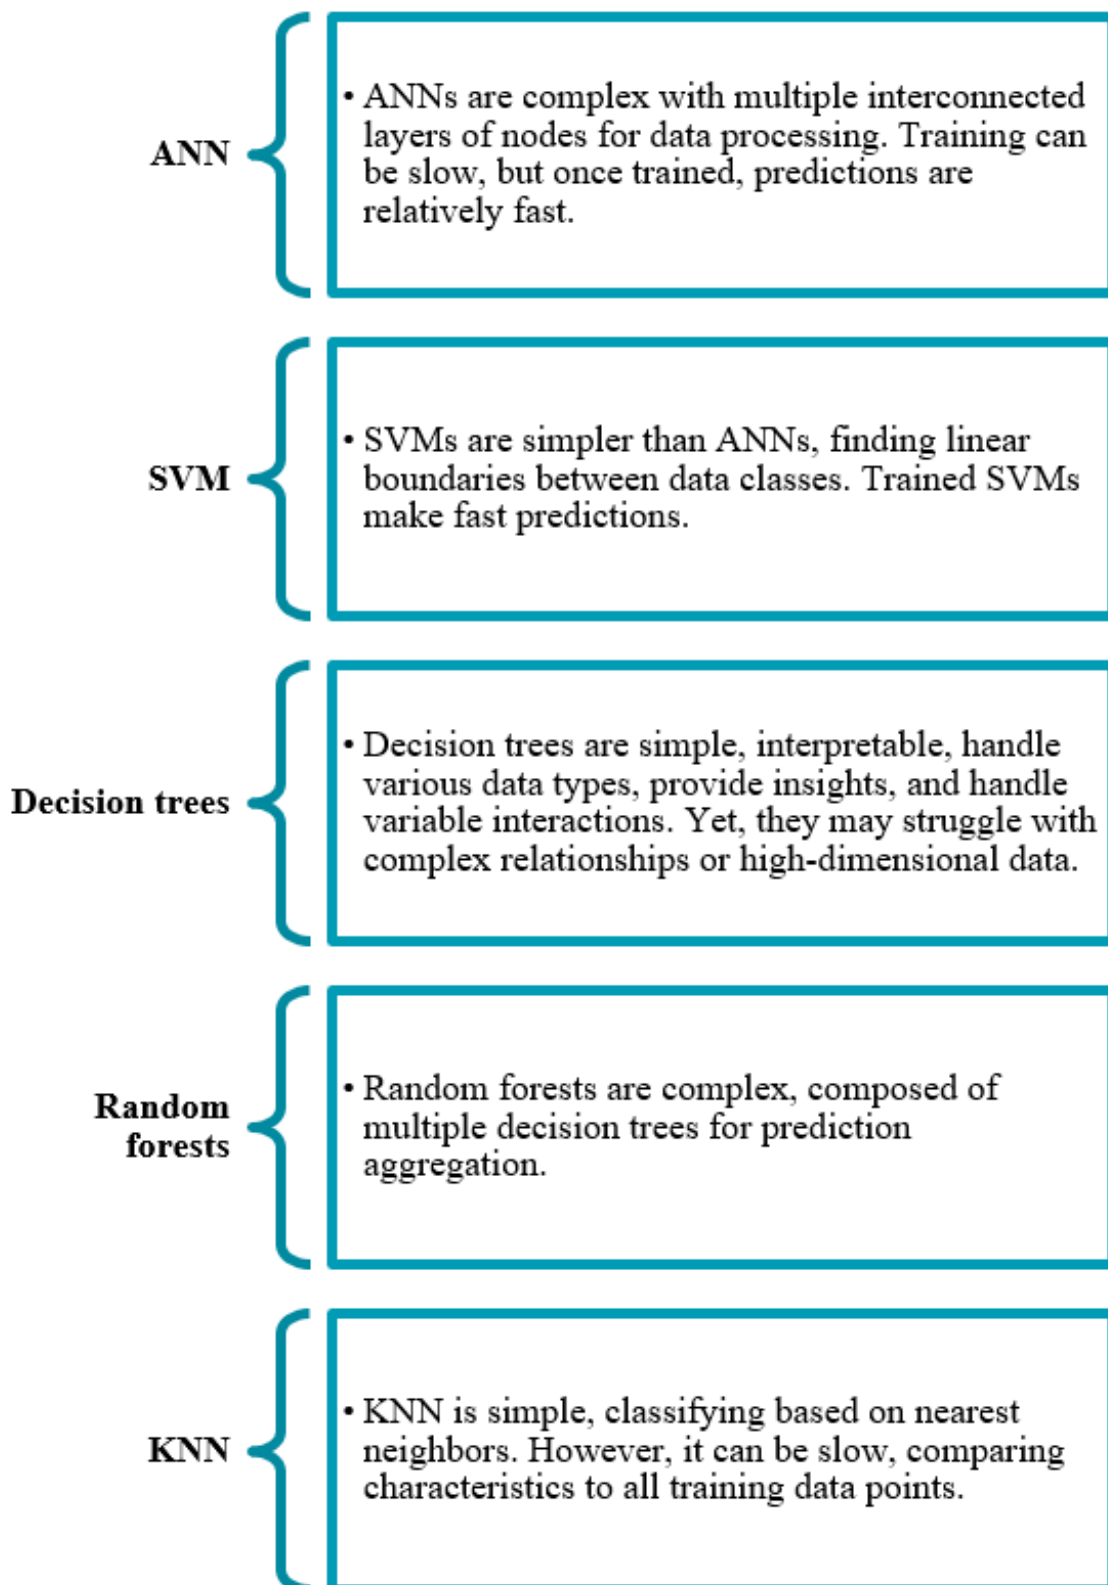 ANN
• ANNs are complex with multiple interconnected
layers of nodes for data processing. Training can
be slow, but once trained, predictions are
relatively fast.
SVM
• SVMs are simpler than ANNs, finding linear
boundaries between data classes. Trained SVMs
make fast predictions.
Decision trees
• Decision trees are simple, interpretable, handle
various data types, provide insights, and handle
variable interactions. Yet, they may struggle with
complex relationships or high-dimensional data.
Random
forests
• Random forests are complex, composed of
multiple decision trees for prediction
aggregation.
KNN
• KNN is simple, classifying based on nearest
neighbors. However, it can be slow, comparing
characteristics to all training data points.